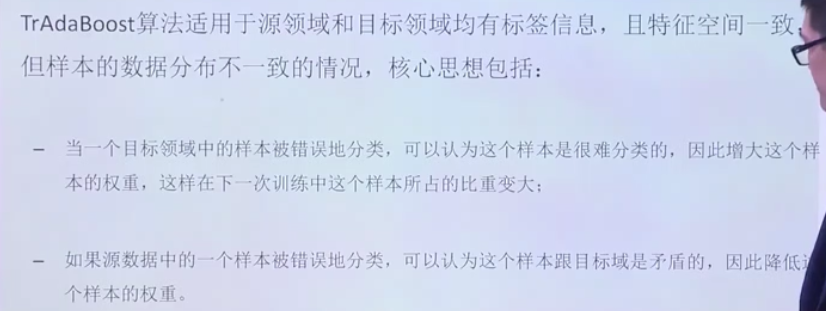 TrAdaBoost算法适用于源领域和目标领域均有标签信息，且特征空间一致，
但样本的数据分布不一致的情况，核心思想包括：
– 当一个目标领域中的样本被错误地分类，可以认为这个样本是很难分类的，因此增大这个样
本的权重，这样在下一次训练中这个样本所占的比重变大；
– 如果源数据中的一个样本被错误地分类，可以认为这个样本跟目标域是矛盾的，因此降低
个样本的权重。